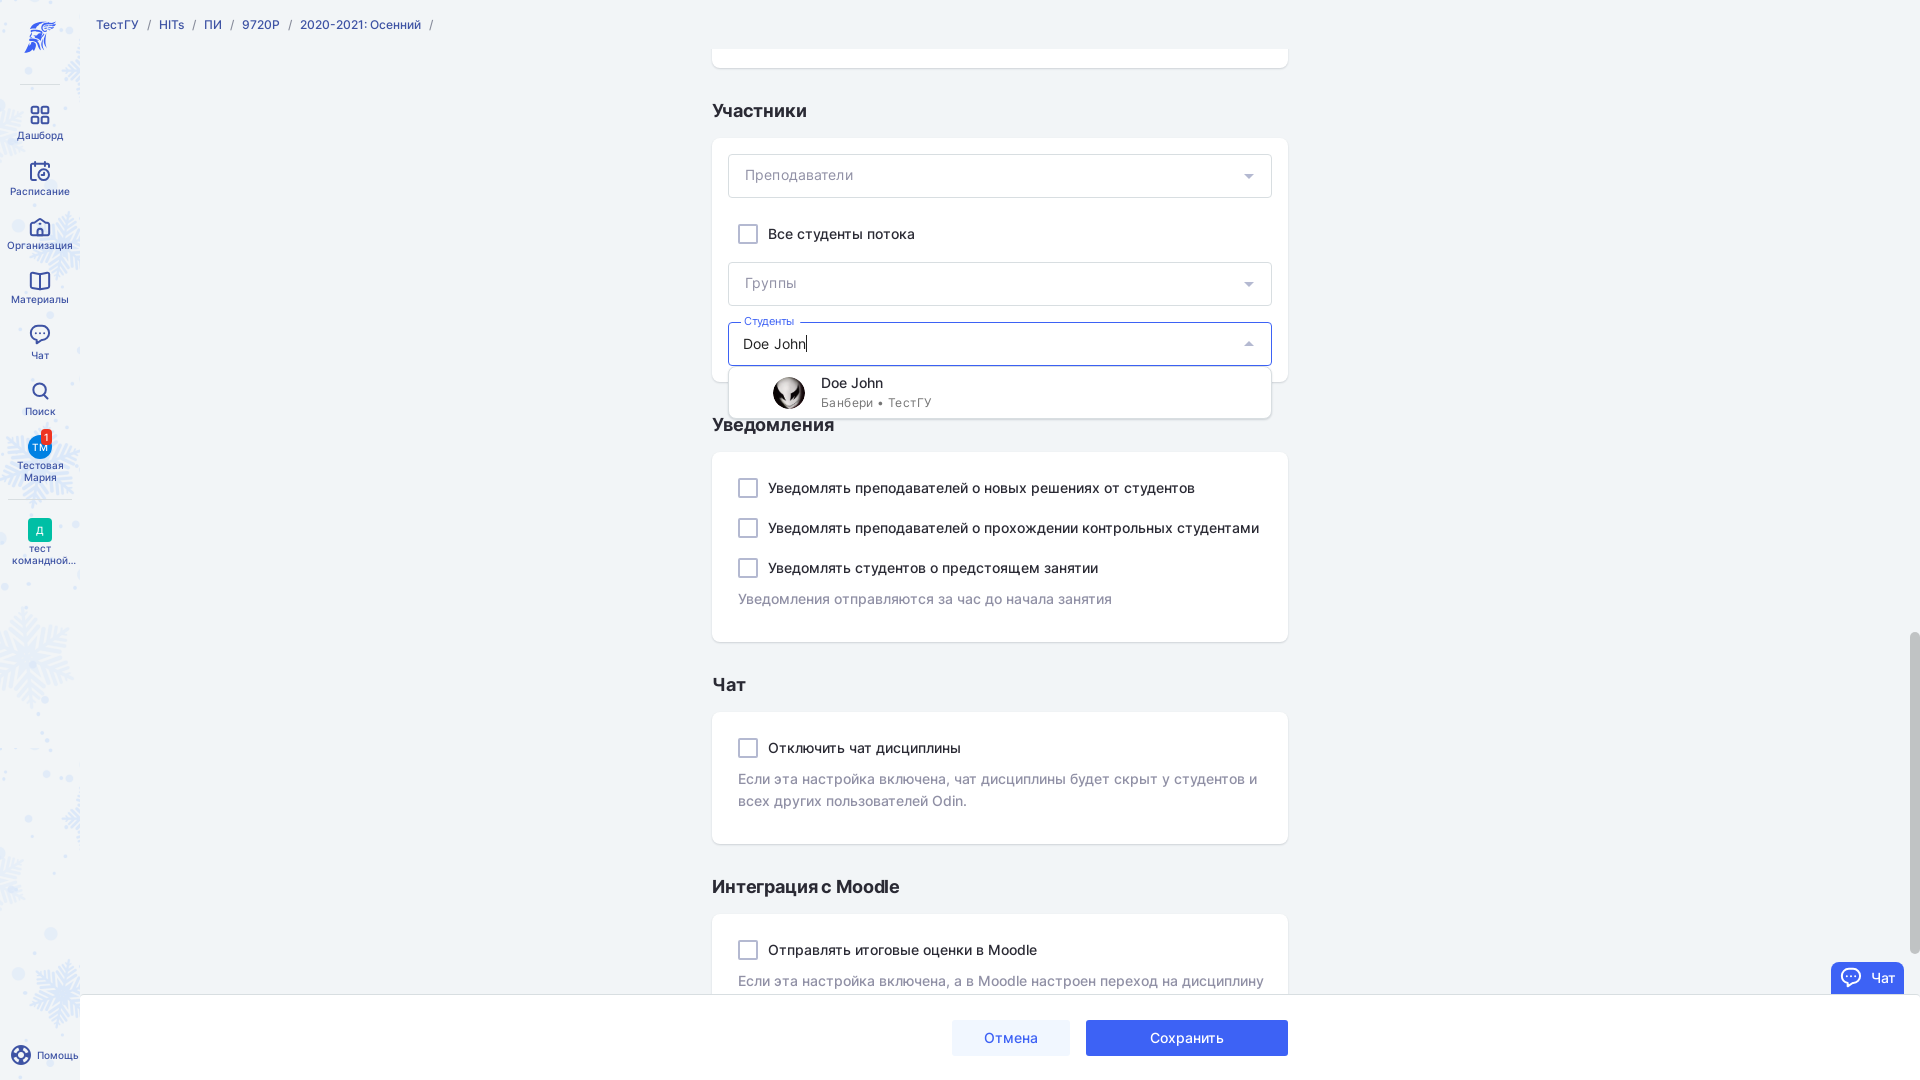 ТестГУ / HITs / ПИ / 9720Р / 2020-2021: Осенний /
Дашборд
Расписание
Организация
Материалы
Чат
Поиск
1
ТМ
Тестовая
Мария
Д
тест
командной...
Помощь
Участники
Преподаватели
Все студенты потока
Группы
Студенты
Doe John
Doe John
Банбери • ТестГУ
Уведомления
Уведомлять преподавателей о новых решениях от студентов
Уведомлять преподавателей о прохождении контрольных студентами
Уведомлять студентов о предстоящем занятии
Уведомления отправляются за час до начала занятия
Чат
Отключить чат дисциплины
Если эта настройка включена, чат дисциплины будет скрыт у студентов и
всех других пользователей Odin.
Интеграция с Moodle
Отправлять итоговые оценки в Moodle
Если эта настройка включена, а в Moodle настроен переход на дисциплину
Чат
Отмена
Сохранить